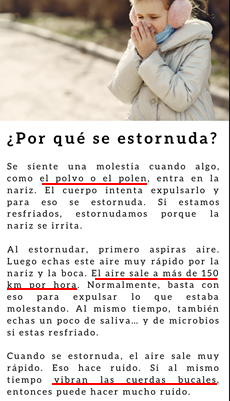 ¿Por qué se estornuda?
Se siente una molestia cuando algo,
como el polvo o el polen, entra en la
nariz. El cuerpo intenta expulsarlo y
para eso se estornuda. Si estamos
resfriados, estornudamos porque la
nariz se irrita.
Al estornudar, primero aspiras aire.
Luego echas este aire muy rápido por la
nariz y la boca. El aire sale a más de 150
km por hora. Normalmente, basta con
eso para expulsar lo que estaba
molestando. Al mismo tiempo, también
echas un poco de saliva... y de microbios
si estas resfriado.
Cuando se estornuda, el aire sale muy
rápido. Eso hace ruido. Si al mismo
tiempo vibran las cuerdas bucales,
entonces puede hacer mucho ruido.